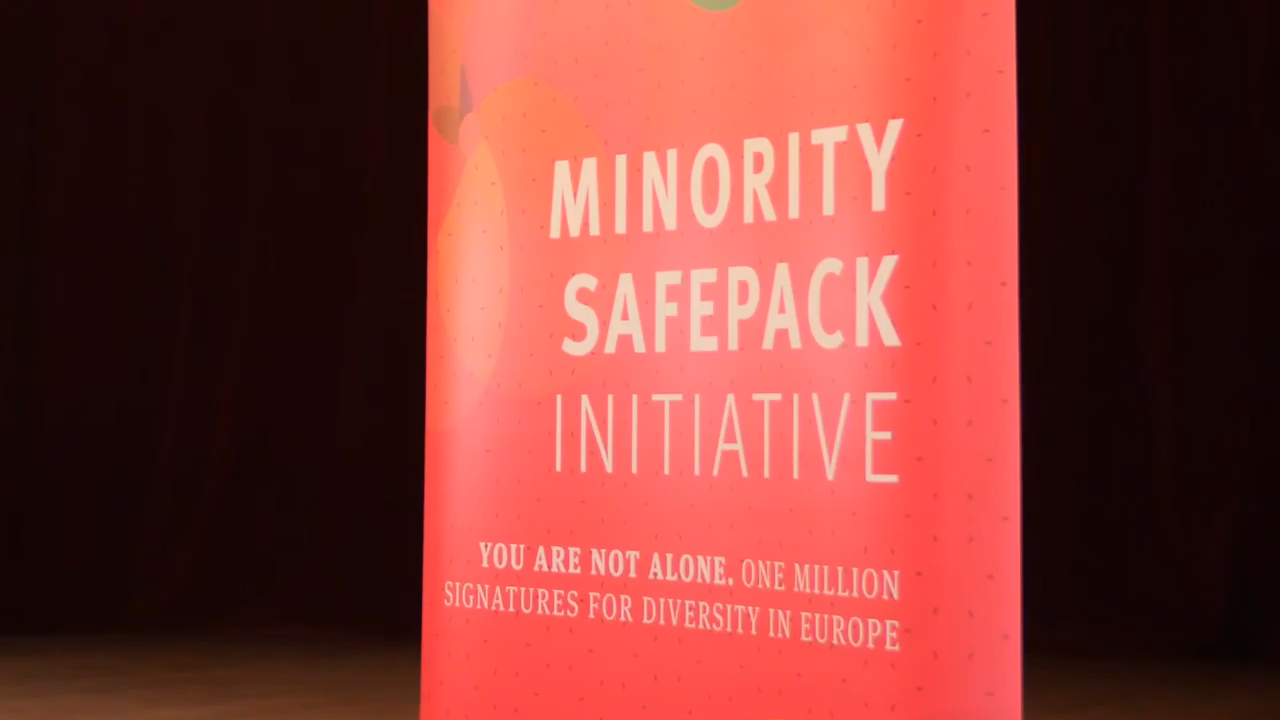 MINORITY
SAFEPACK
INITIATIVE
YOU ARE NOT ALONE. ONE MILLION
SIGNATURES FOR DIVERSITY IN EUROPE